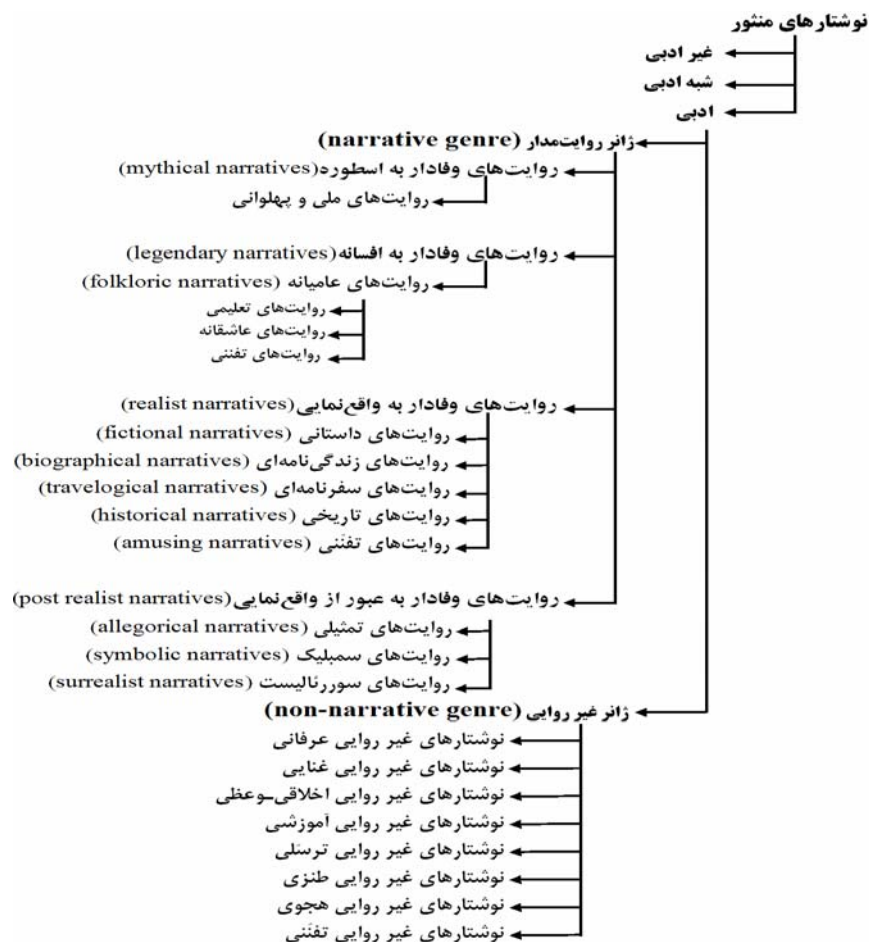 نوشتارهای منثور
غیر ادبی
شبه ادبی
ادبی
ژانر روایت‌مدار (narrative genre)
روایت‌های وفادار به اسطوره(mythical narratives)
روایت‌های ملی و پهلوانی
روایت‌های وفادار به افسانه(legendary narratives)
روایت‌های عامیانه (folkloric narratives)
روایت‌های تعلیمی
روایت‌های عاشقانه
روایت‌های تفننی
روایت‌های وفادار به واقع‌نمایی(realist narratives)
روایت‌های داستانی (fictional narratives)
روایت‌های زندگی‌نامه‌ای (biographical narratives)
روایت‌های سفرنامه‌ای (travelogical narratives)
روایت‌های تاریخی (historical narratives)
روایت‌های تفنّنی (amusing narratives)
روایت‌های وفادار به عبور از واقع‌نمایی(post realist narratives)
روایت‌های تمثیلی (allegorical narratives)
روایت‌های سمبلیک (symbolic narratives)
روایت‌های سوررئالیست (surrealist narratives)
ژانر غیر روایی (non-narrative genre)
نوشتارهای غیر روایی عرفانی
نوشتارهای غیر روایی غنایی
نوشتارهای غیر روایی اخلاقی-وعظی
نوشتارهای غیر روایی آموزشی
نوشتارهای غیر روایی ترسّلی
نوشتارهای غیر روایی طنزی
نوشتارهای غیر روایی هجوی
نوشتارهای غیر روایی تفنّنی